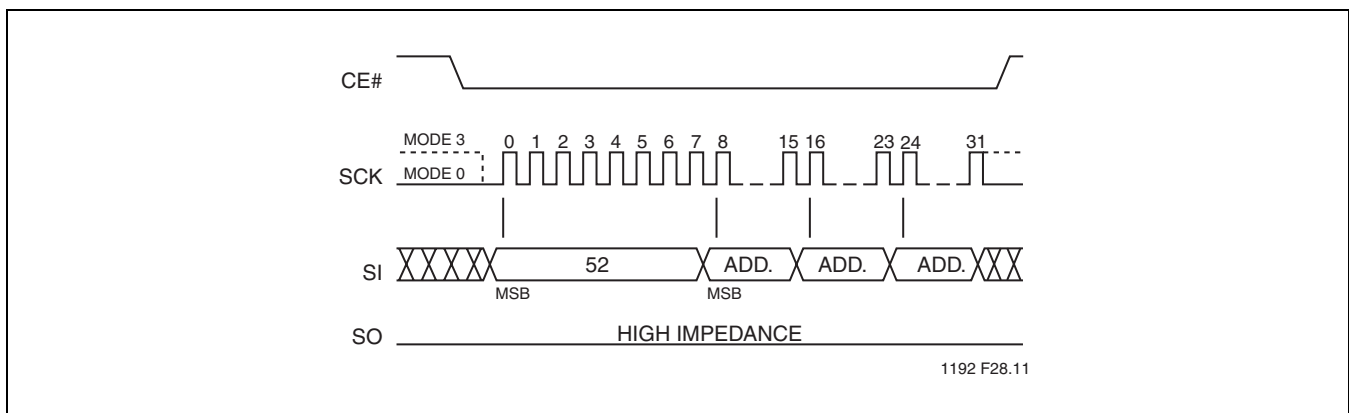 CE#
MODE 3
0 1 2 3 4 5 6 7 8 15 16 23 24 31
SCK MODE 0
SI 52 ADD. ADD. ADD.
MSB MSB
SO HIGH IMPEDANCE
1192 F28.11